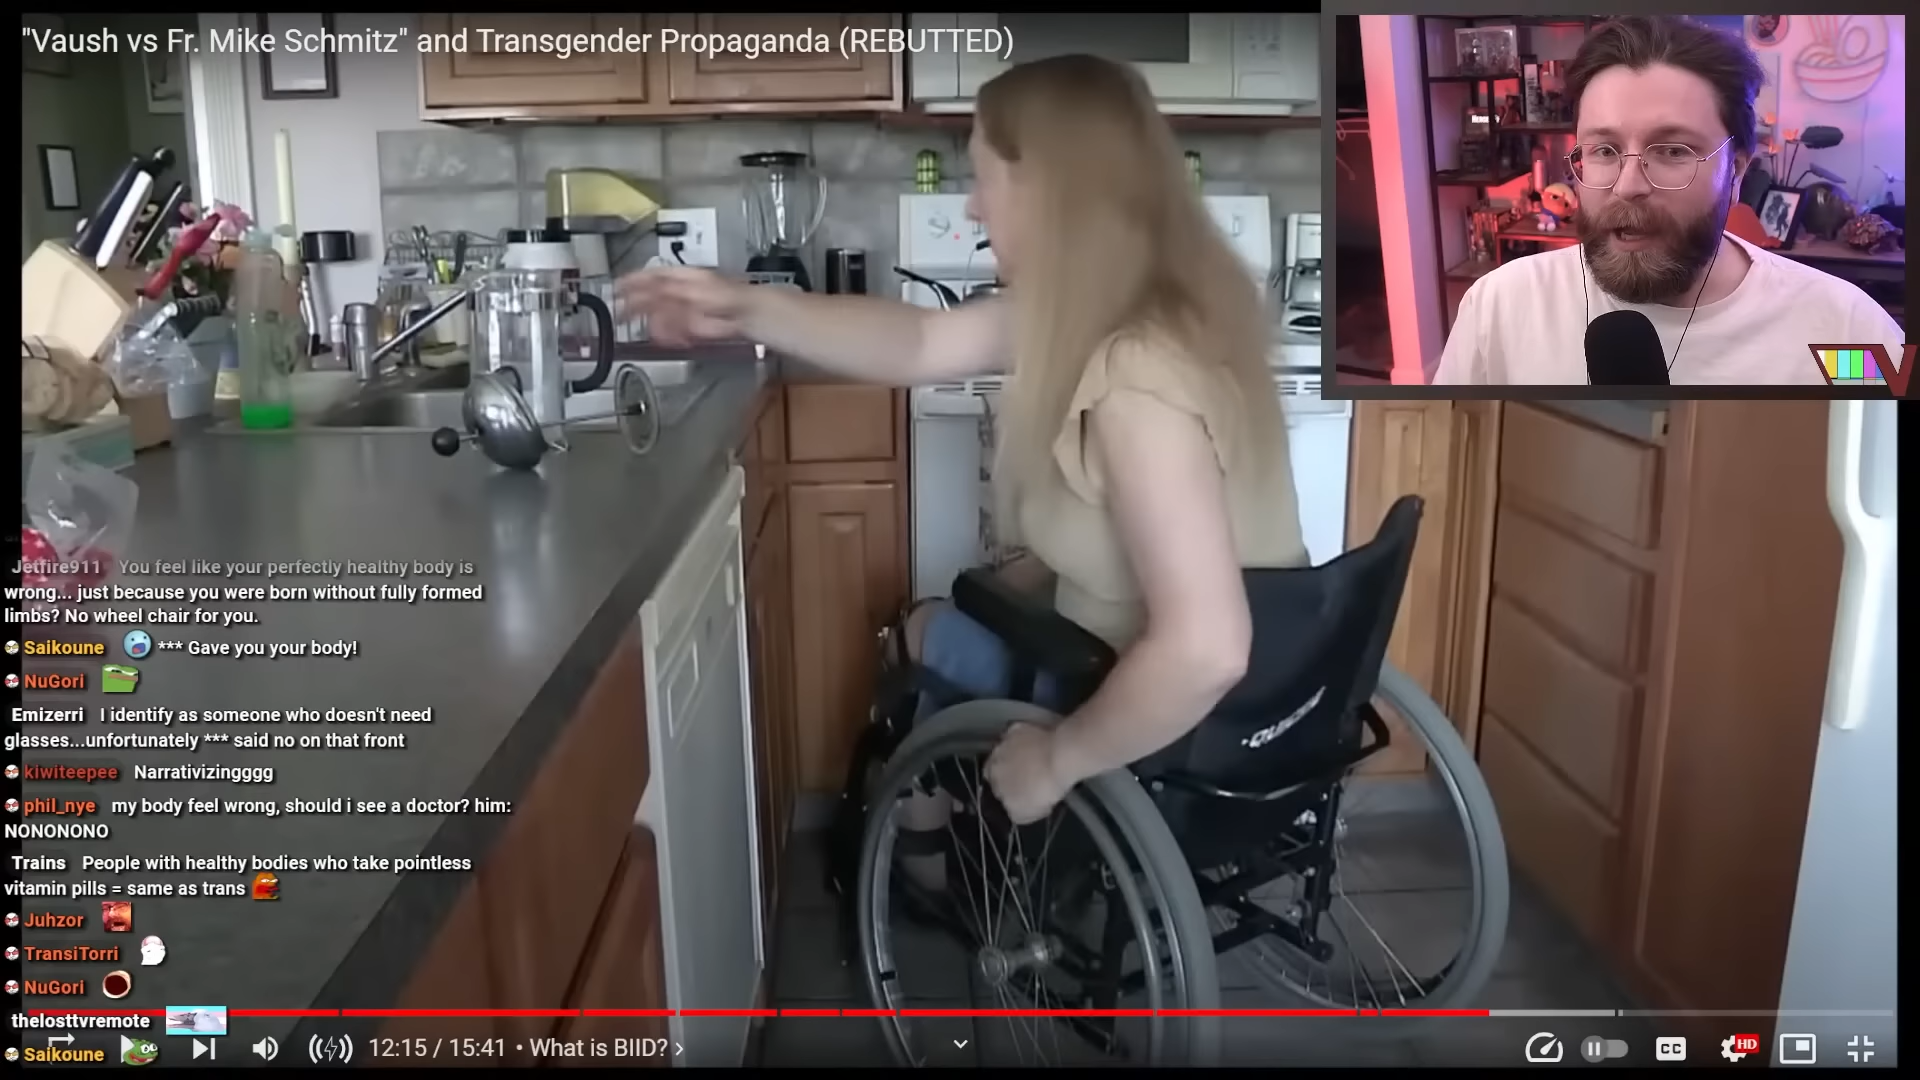 "Vaush vs Fr. Mike Schmitz" and Transgender Propaganda (REBUTTED)
Jetfire911 You feel like your perfectly healthy body is
wrong... just because you were born without fully formed
limbs? No wheel chair for you.
Saikoune *** Gave you your body!
NuGori
Emizerri I identify as someone who doesn't need
glasses...unfortunately *** said no on that front
kiwiteepee Narrativizingggg
phil_nye my body feel wrong, should i see a doctor? him:
NONONONO
Trains People with healthy bodies who take pointless
vitamin pills = same as trans
Juhzor
TransiTorri
NuGori
thelosttvremote
Saikoune
12:15 / 15:41 • What is BIID? ›
CC
HD